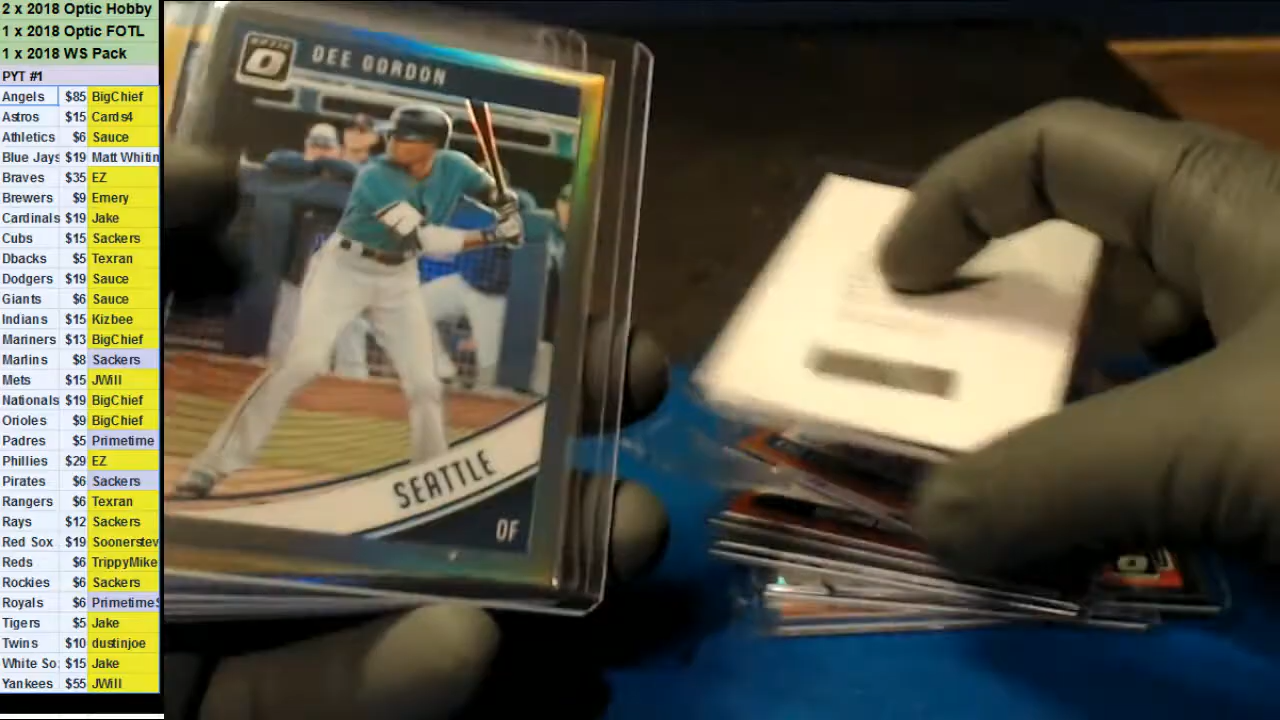 2 x 2018 Optic Hobby
1 x 2018 Optic FOTL
1 x 2018 WS Pack
PYT #1
Angels $85 BigChief
Astros $15 Cards4
Athletics $6 Sauce
Blue Jays $19 Matt Whitin
Braves $35 EZ
Brewers $9 Emery
Cardinals $19 Jake
Cubs $15 Sackers
Dbacks $5 Texran
Dodgers $19 Sauce
Giants $6 Sauce
Indians $15 Kizbee
Mariners $13 BigChief
Marlins $8 Sackers
Mets $15 JWill
Nationals $19 BigChief
Orioles $9 BigChief
Padres $5 Primetime
Phillies $29 EZ
Pirates $6 Sackers
Rangers $6 Texran
Rays $12 Sackers
Red Sox $19 Soonerstev
Reds $6 TrippyMike
Rockies $6 Sackers
Royals $6 PrimetimeS
Tigers $5 Jake
Twins $10 dustinjoe
White So $15 Jake
Yankees $55 JWill
OPTIC
DEE GORDON
SEATTLE
OF